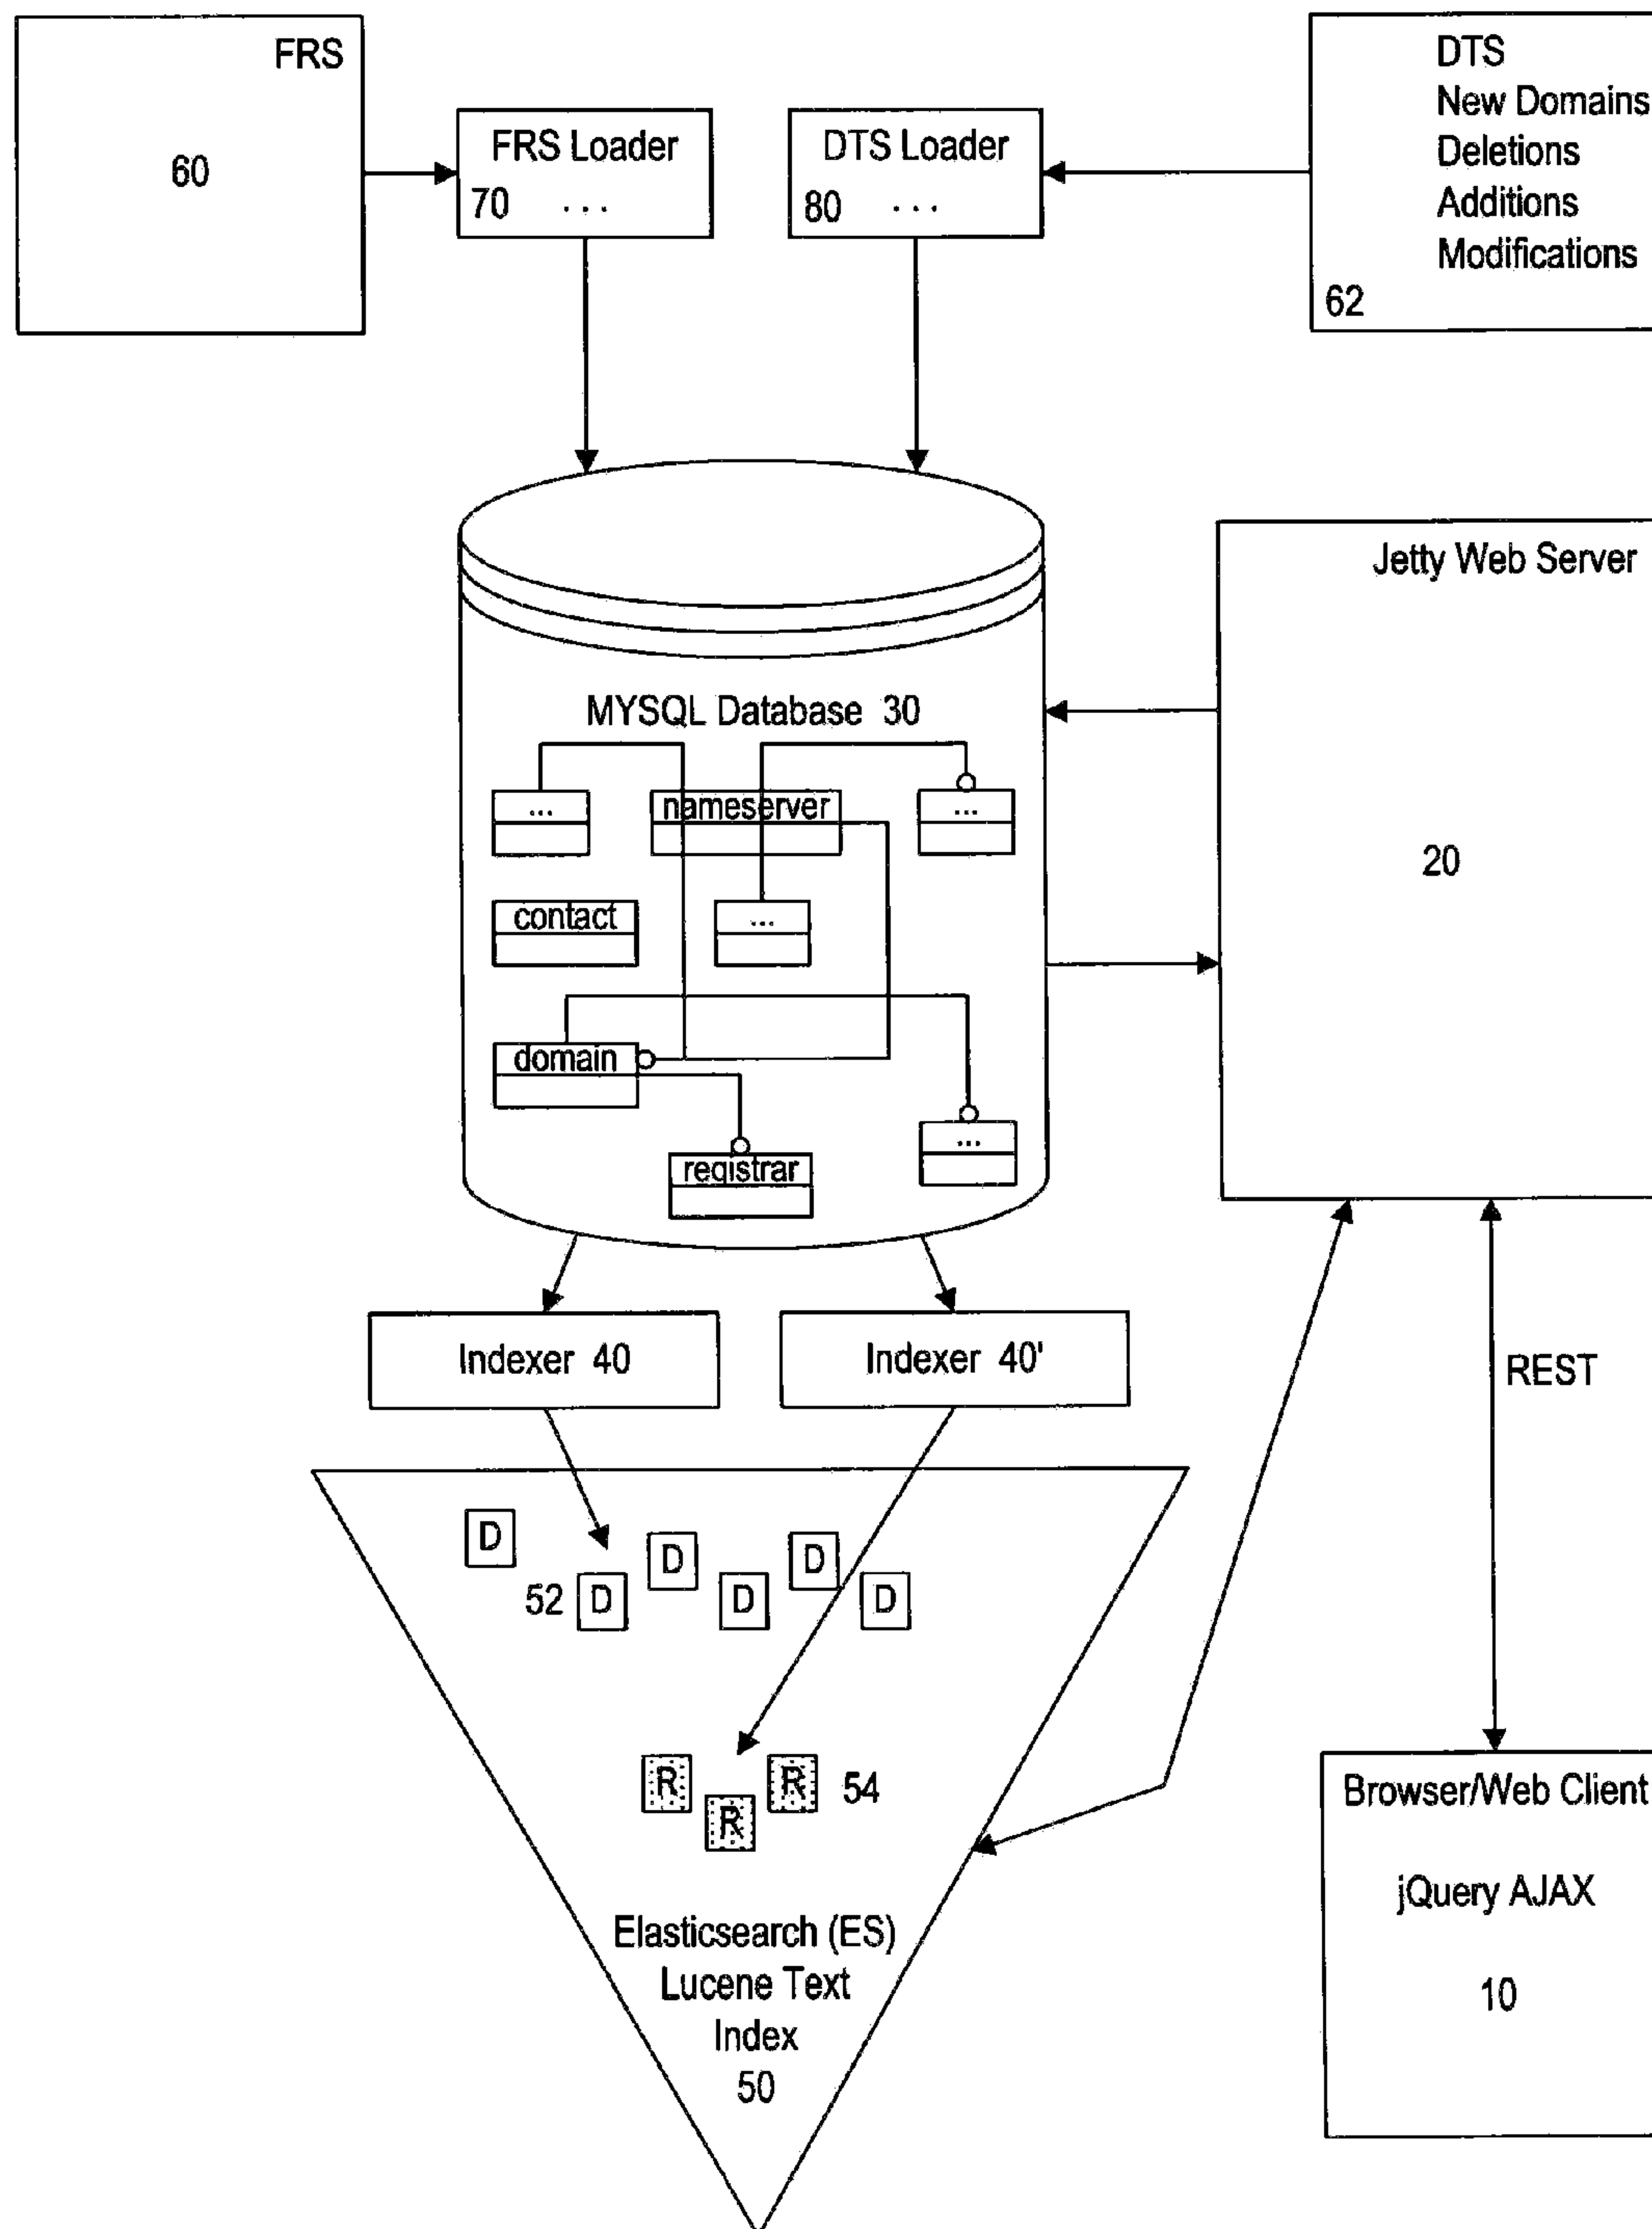 FRS
60
FRS Loader
70 ...
DTS Loader
80 ...
DTS
New Domains
Deletions
Additions
Modifications
62
MYSQL Database 30
...
nameserver
...
contact
...
domain
...
registrar
Jetty Web Server
20
Indexer 40
Indexer 40'
REST
D
D
D
52 D
D
D
R
R
54
R
Elasticsearch (ES)
Lucene Text
Index
50
Browser/Web Client
jQuery AJAX
10